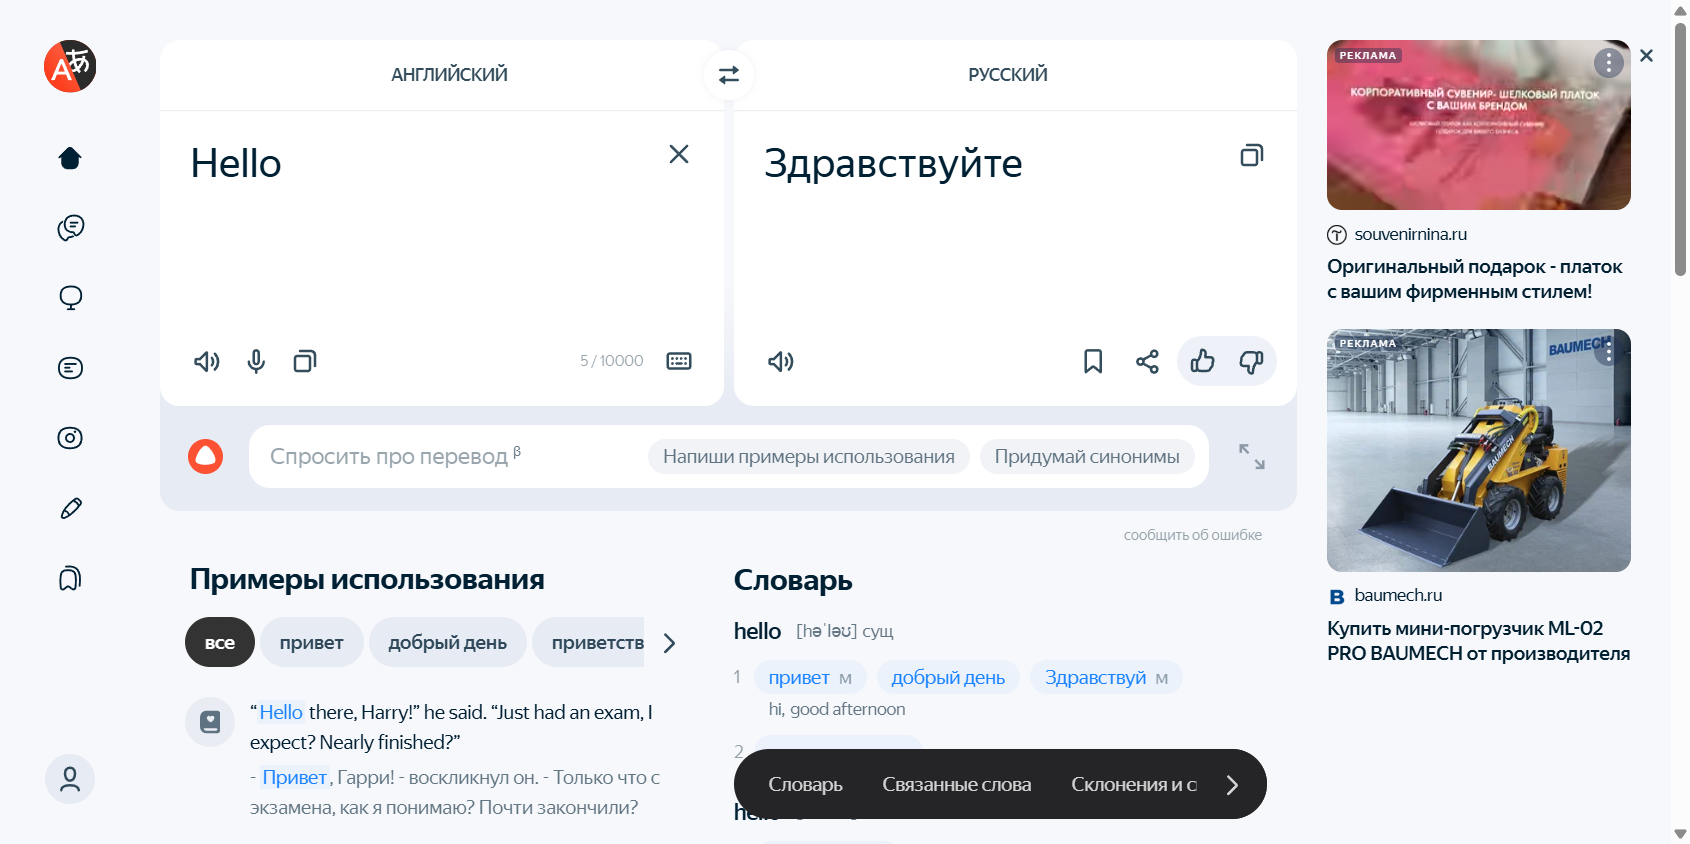 АНГЛИЙСКИЙ
РУССКИЙ
Hello
Здравствуйте
5 / 10000
Спросить про перевод β
Напиши примеры использования
Придумай синонимы
сообщить об ошибке
Примеры использования
все
привет
добрый день
приветств
“Hello there, Harry!” he said. “Just had an exam, I
expect? Nearly finished?”
- Привет, Гарри! - воскликнул он. - Только что с
экзамена, как я понимаю? Почти закончили?
Словарь
hello [həˈləʊ] сущ
1 привет м добрый день Здравствуй м
hi, good afternoon
2
Словарь
Связанные слова
Склонения и с
РЕКЛАМА
КОРПОРАТИВНЫЙ СУВЕНИР- ШЕЛКОВЫЙ ПЛАТОК
С ВАШИМ БРЕНДОМ
souvenirnina.ru
Оригинальный подарок - платок
с вашим фирменным стилем!
РЕКЛАМА
BAUMECH
BAUMECH
baumech.ru
Купить мини-погрузчик ML-02
PRO BAUMECH от производителя